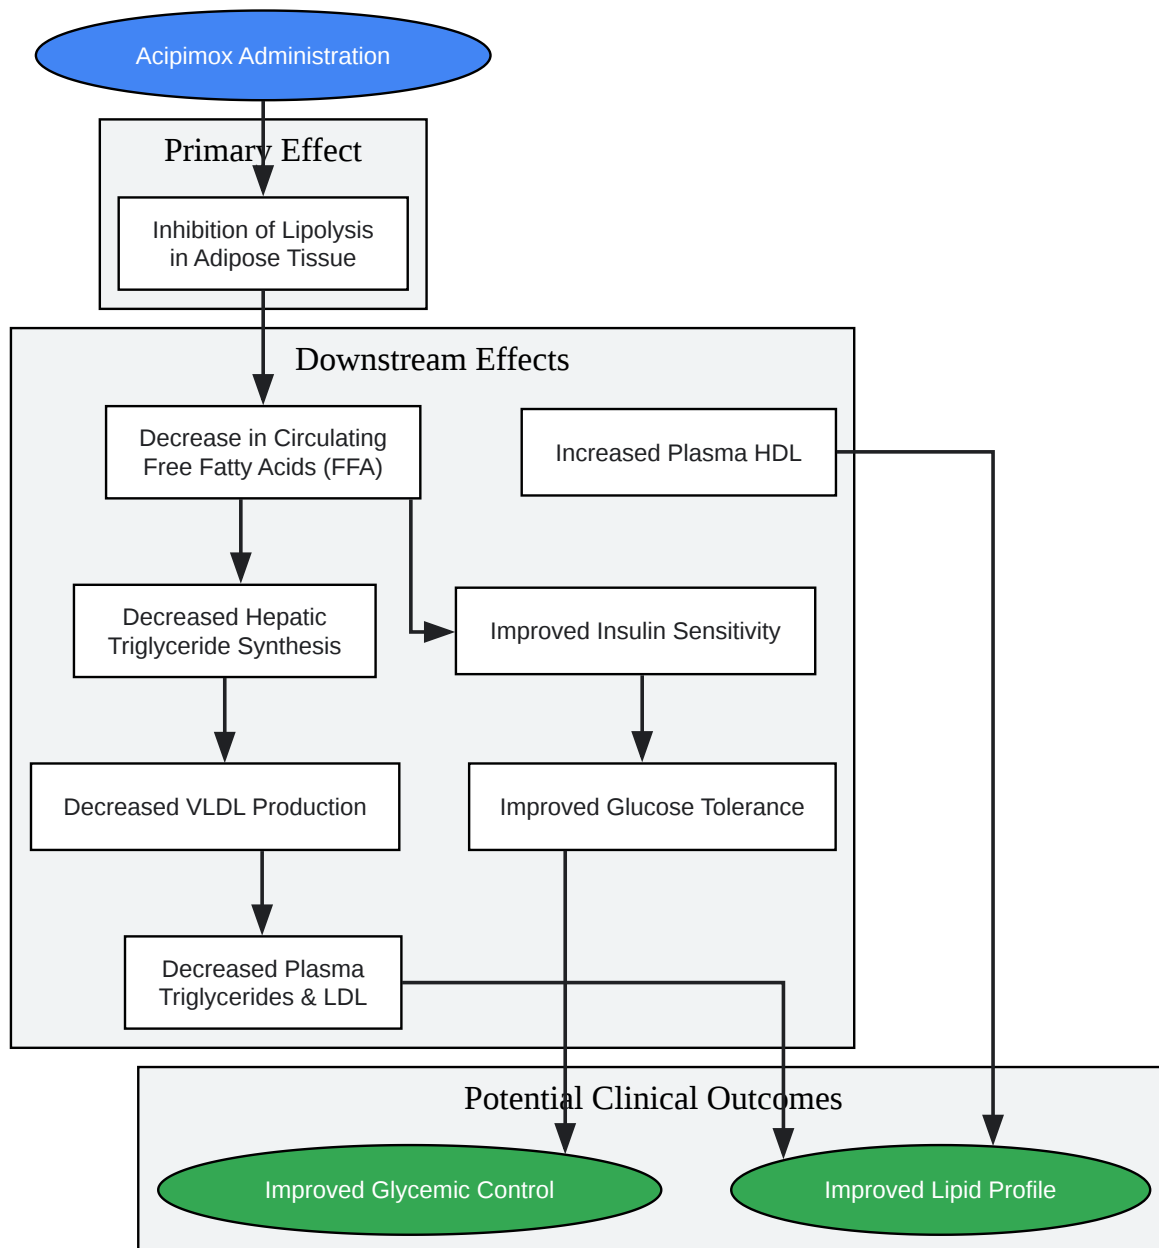 Acipimox Administration
Primary Effect
Inhibition of Lipolysis
in Adipose Tissue
Downstream Effects
Decrease in Circulating
Free Fatty Acids (FFA)
Increased Plasma HDL
Decreased Hepatic
Triglyceride Synthesis
Improved Insulin Sensitivity
Decreased VLDL Production
Improved Glucose Tolerance
Decreased Plasma
Triglycerides & LDL
Potential Clinical Outcomes
Improved Glycemic Control
Improved Lipid Profile